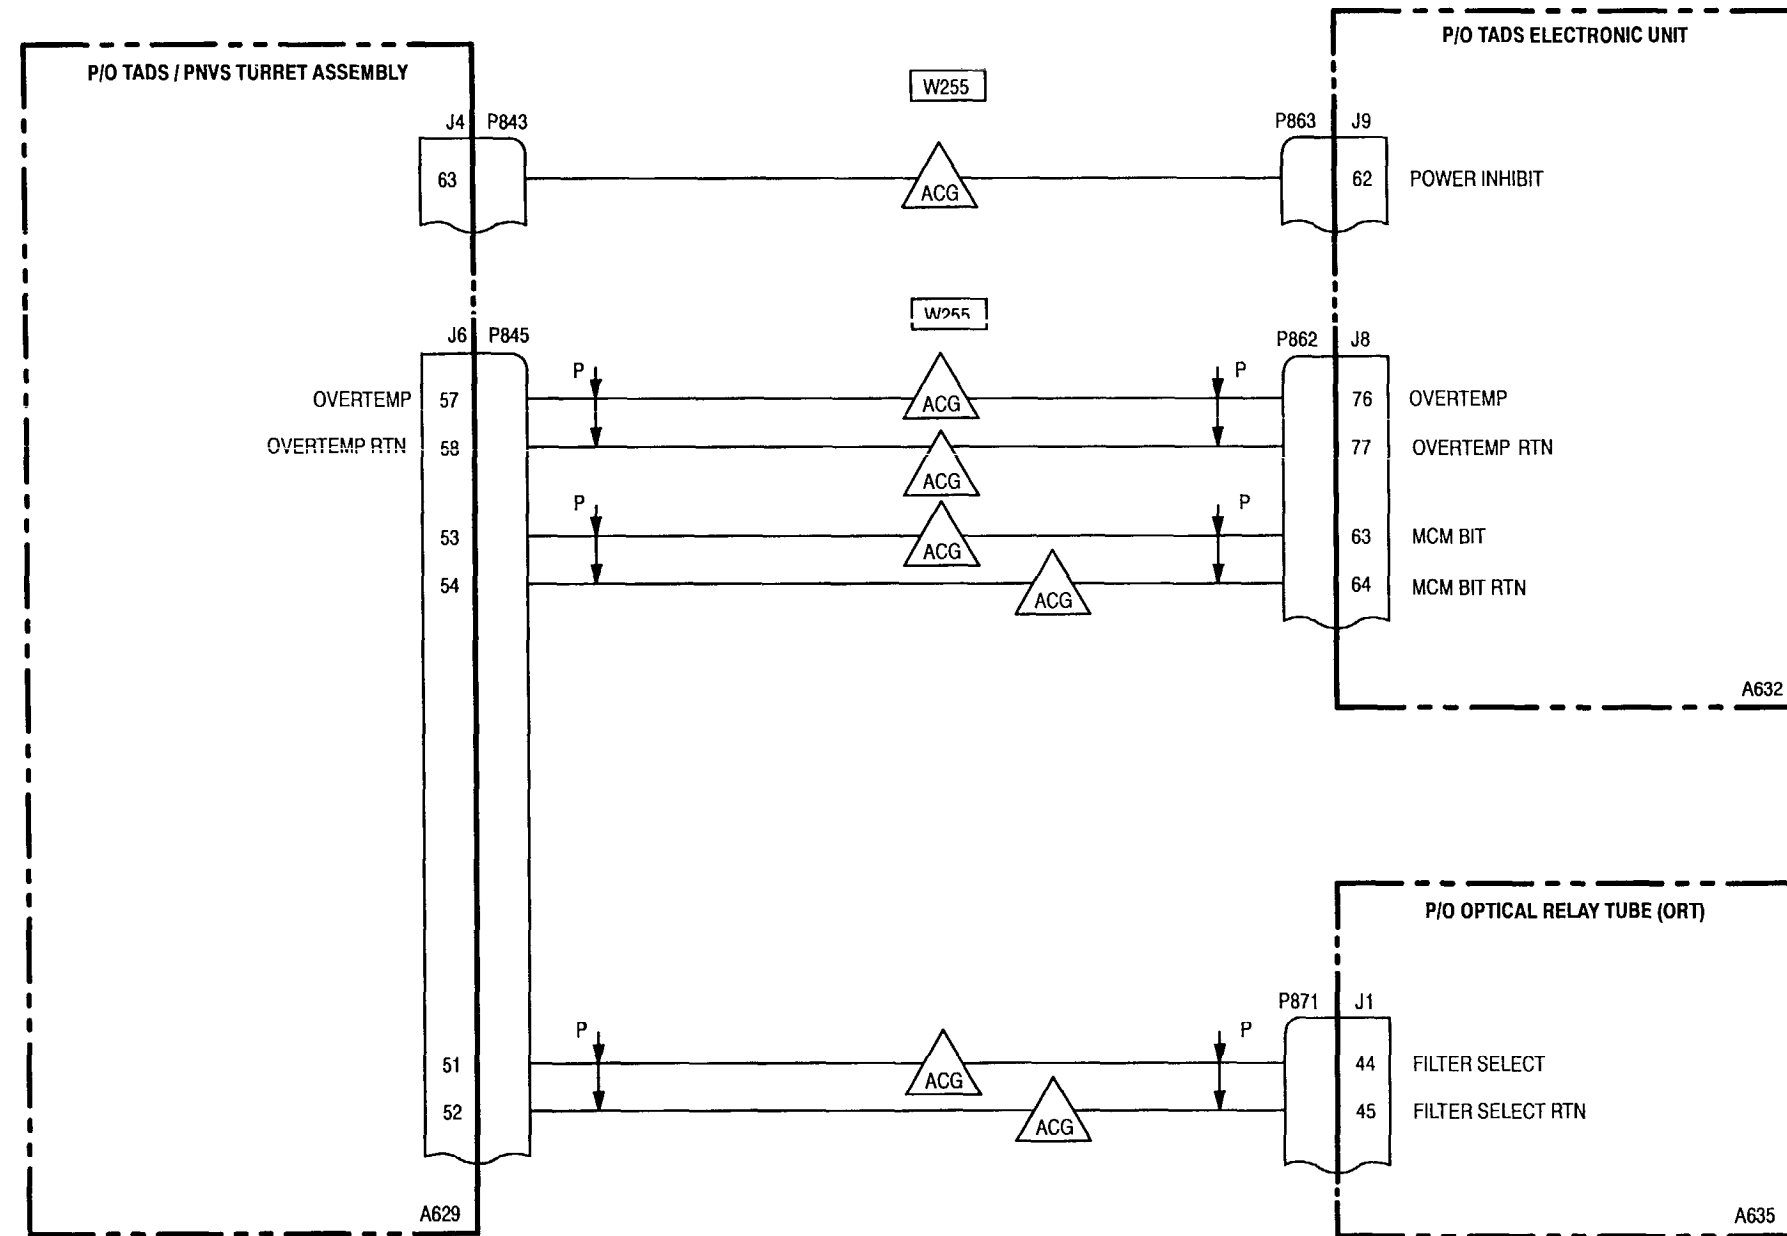 P/O TADS ELECTRONIC UNIT
P/O TADS / PNVS TURRET ASSEMBLY
W255
J4 P843
P863 J9
63
ACG
62 POWER INHIBIT
W255
J6 P845
P862 J8
P
P
OVERTEMP 57
ACG
76 OVERTEMP
OVERTEMP RTN 58
ACG
77 OVERTEMP RTN
P
P
53
ACG
63 MCM BIT
54
ACG
64 MCM BIT RTN
A632
P/O OPTICAL RELAY TUBE (ORT)
P871 J1
P
P
51
ACG
44 FILTER SELECT
52
ACG
45 FILTER SELECT RTN
A629
A635